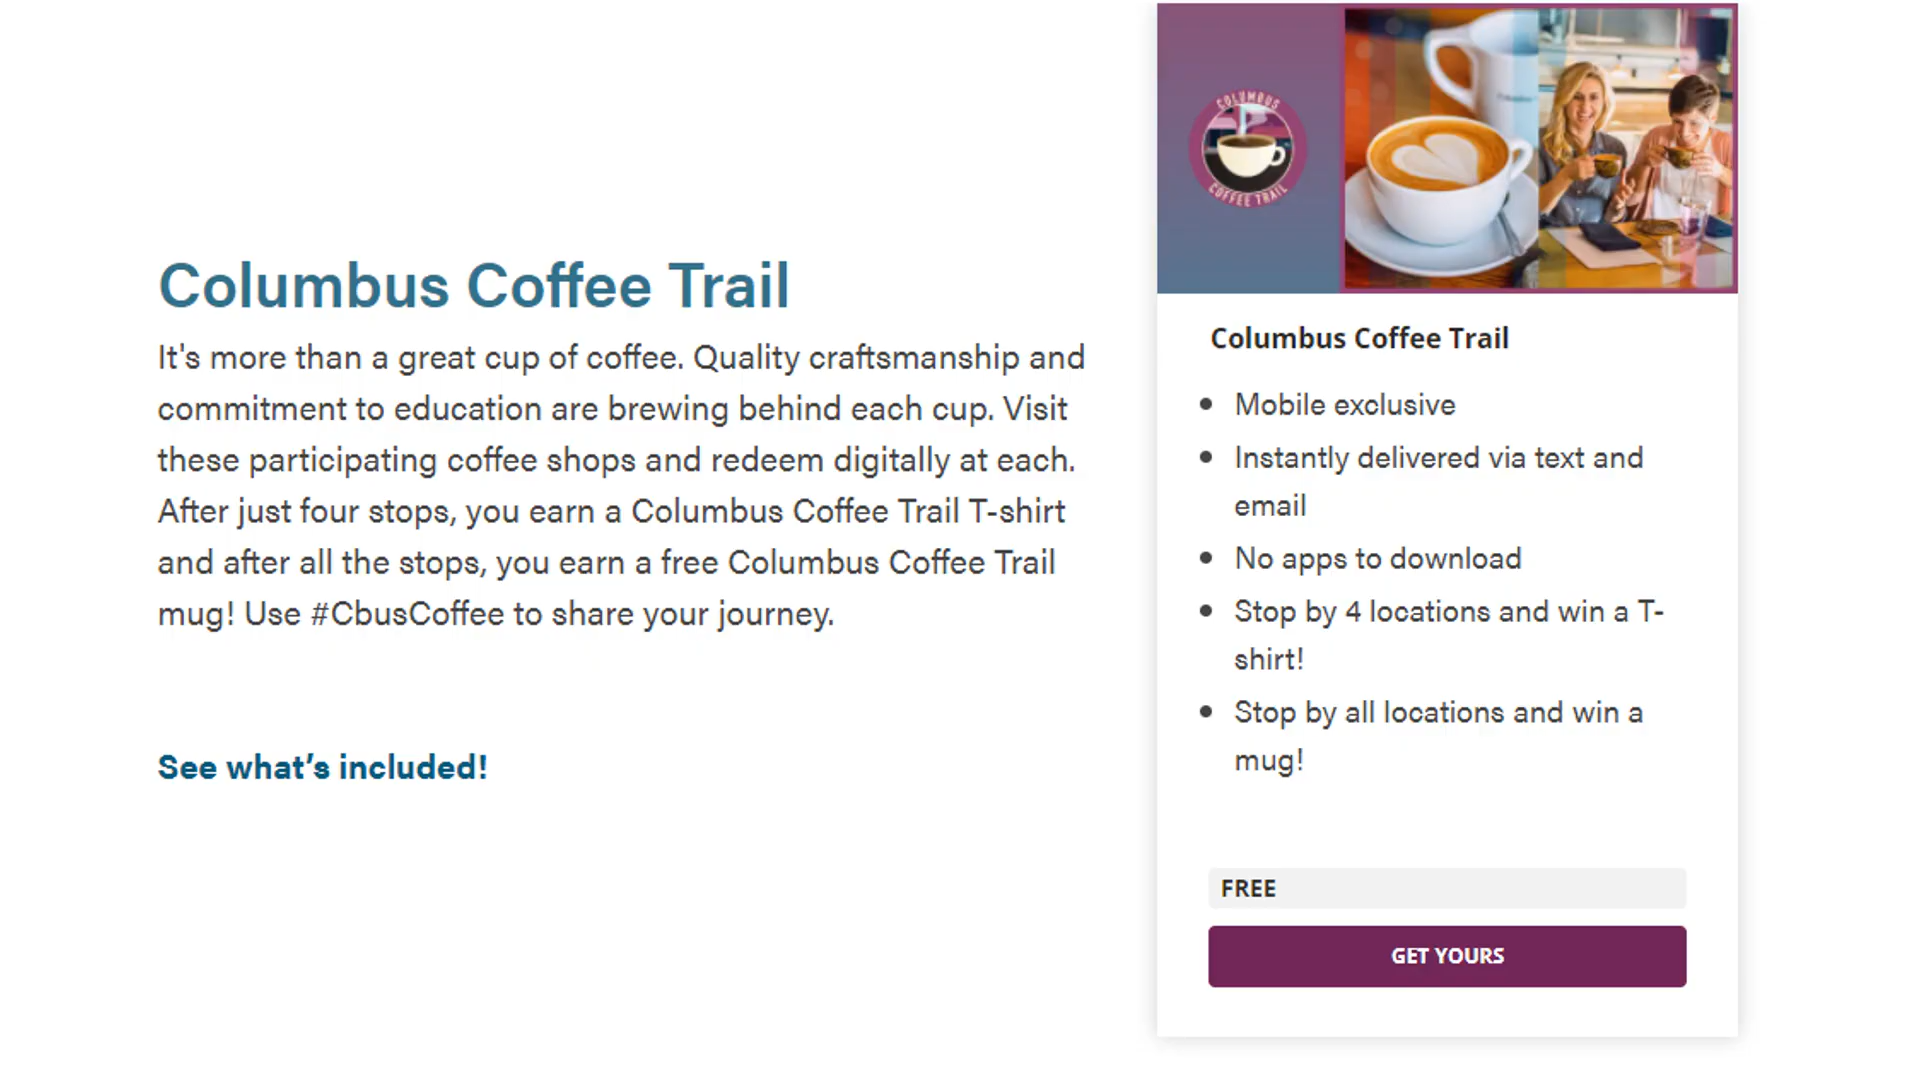 Columbus Coffee Trail
It's more than a great cup of coffee. Quality craftsmanship and
commitment to education are brewing behind each cup. Visit
these participating coffee shops and redeem digitally at each.
After just four stops, you earn a Columbus Coffee Trail T-shirt
and after all the stops, you earn a free Columbus Coffee Trail
mug! Use #CbusCoffee to share your journey.
See what’s included!
COLUMBUS
COFFEE TRAIL
Columbus Coffee Trail
Mobile exclusive
Instantly delivered via text and
email
No apps to download
Stop by 4 locations and win a T-
shirt!
Stop by all locations and win a
mug!
FREE
GET YOURS